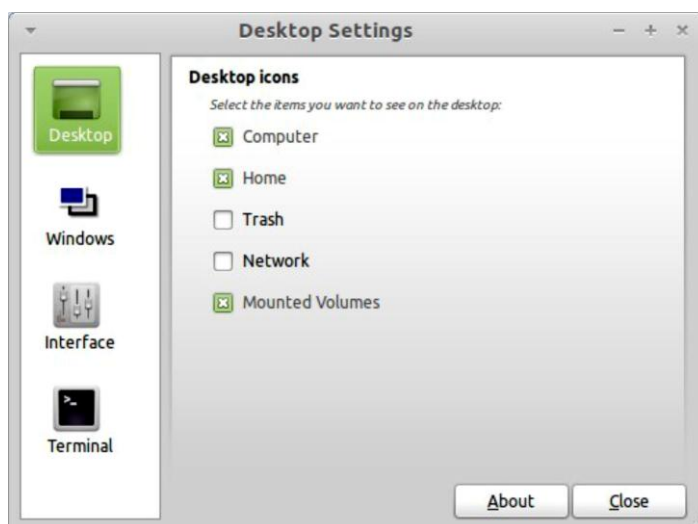 Desktop Settings
Desktop
Windows
Interface
Terminal
Desktop icons
Select the items you want to see on the desktop:
Computer
Home
Trash
Network
Mounted Volumes
About
Close